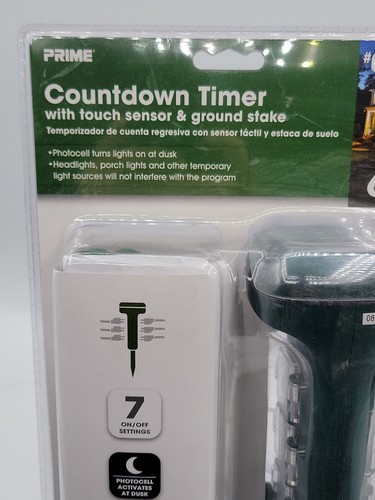 PRIME
Countdown Timer
with touch sensor & ground stake
Temporizador de cuenta regresiva con sensor táctil y estaca de suelo
•Photocell turns lights on at dusk
•Headlights, porch lights and other temporary
light sources will not interfere with the program
7
ON/OFF
SETTINGS
PHOTOCELL
ACTIVATES
AT DUSK
08